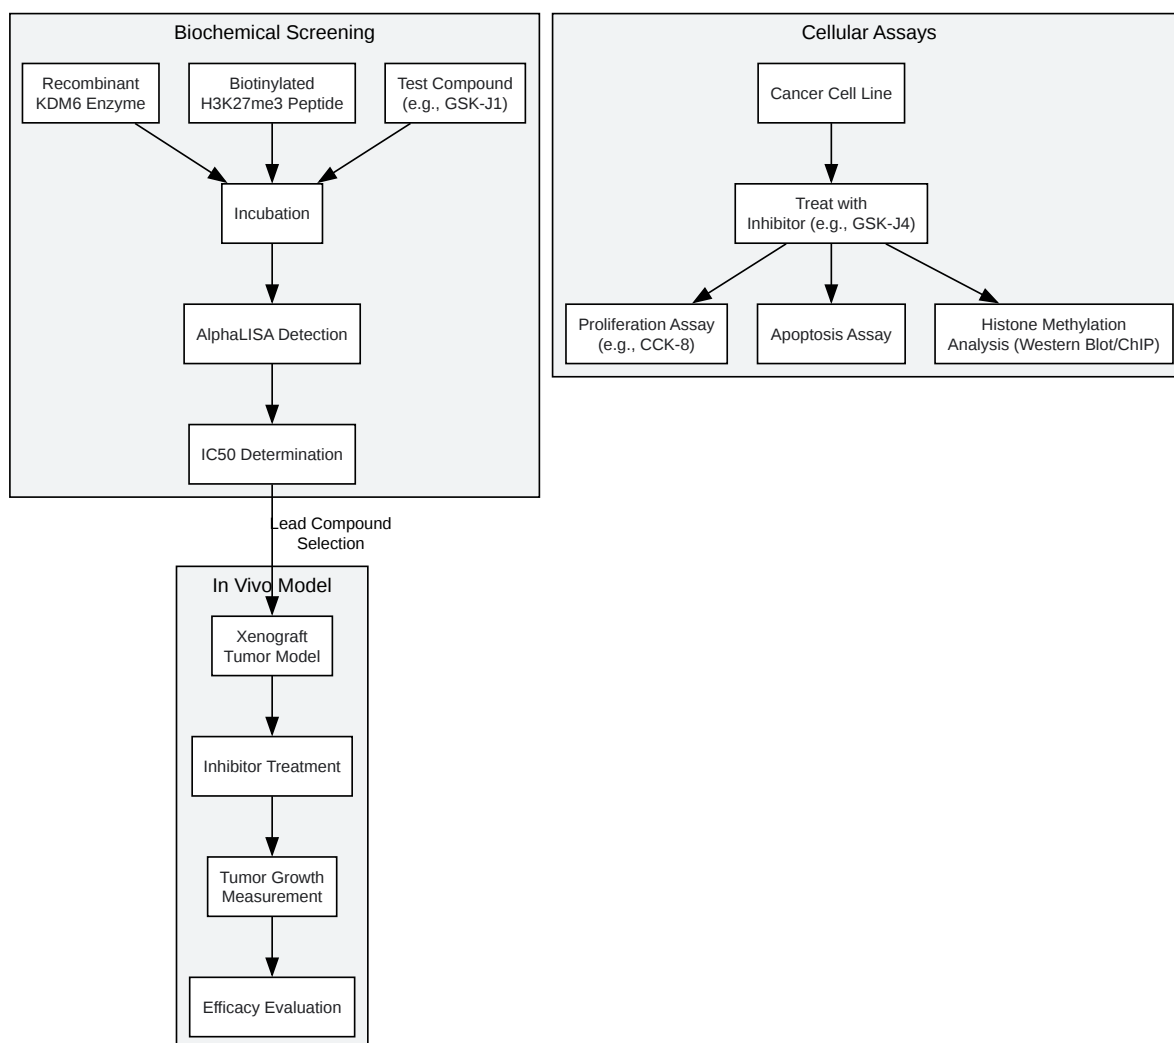 Biochemical Screening
Recombinant
KDM6 Enzyme
Biotinylated
H3K27me3 Peptide
Test Compound
(e.g., GSK-J1)
Incubation
AlphaLISA Detection
IC50 Determination
Lead Compound
Selection
In Vivo Model
Xenograft
Tumor Model
Inhibitor Treatment
Tumor Growth
Measurement
Efficacy Evaluation
Cellular Assays
Cancer Cell Line
Treat with
Inhibitor (e.g., GSK-J4)
Proliferation Assay
(e.g., CCK-8)
Apoptosis Assay
Histone Methylation
Analysis (Western Blot/ChIP)